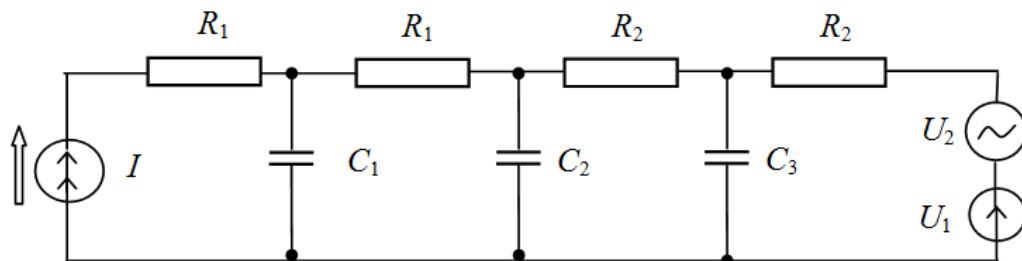 R₁ R₁ R₂ R₂
I C₁ C₂ C₃ U₂
U₁